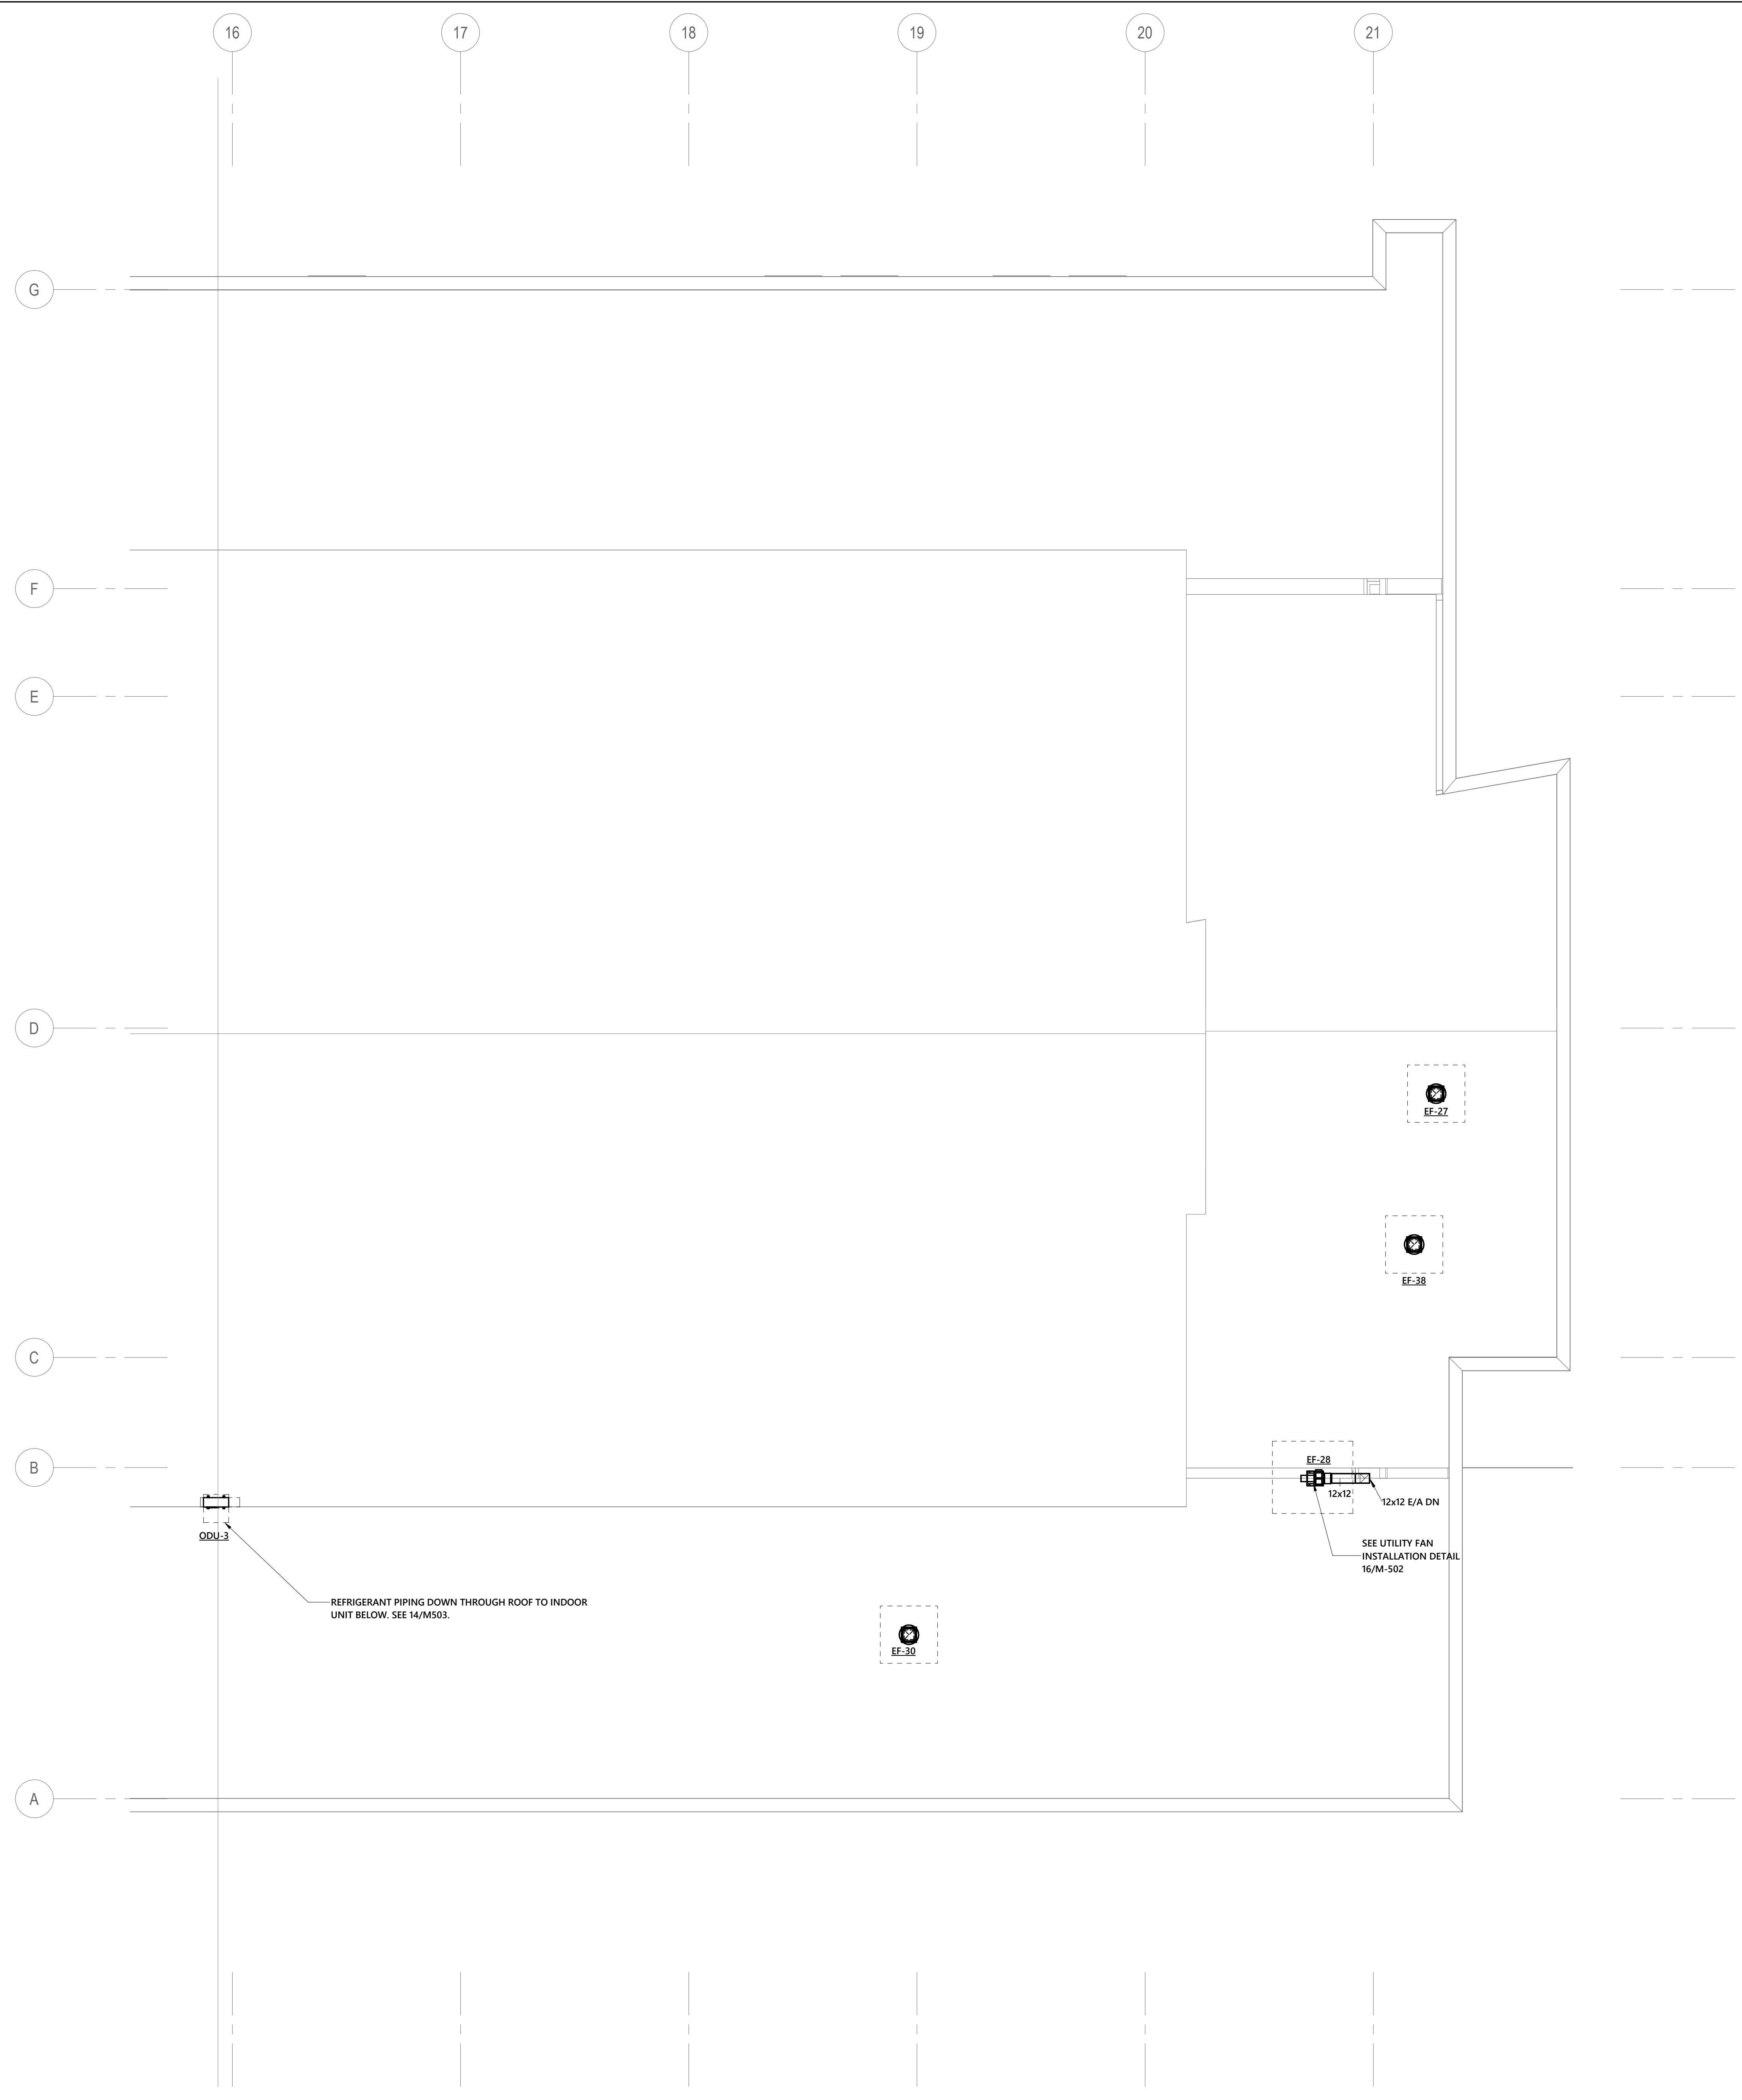 16
17
18
19
20
21
G
F
E
D
EF-27
EF-38
C
B
EF-28
12x12
12x12 E/A DN
ODU-3
SEE UTILITY FAN
INSTALLATION DETAIL
16/M-502
REFRIGERANT PIPING DOWN THROUGH ROOF TO INDOOR
UNIT BELOW. SEE 14/M503.
EF-30
A